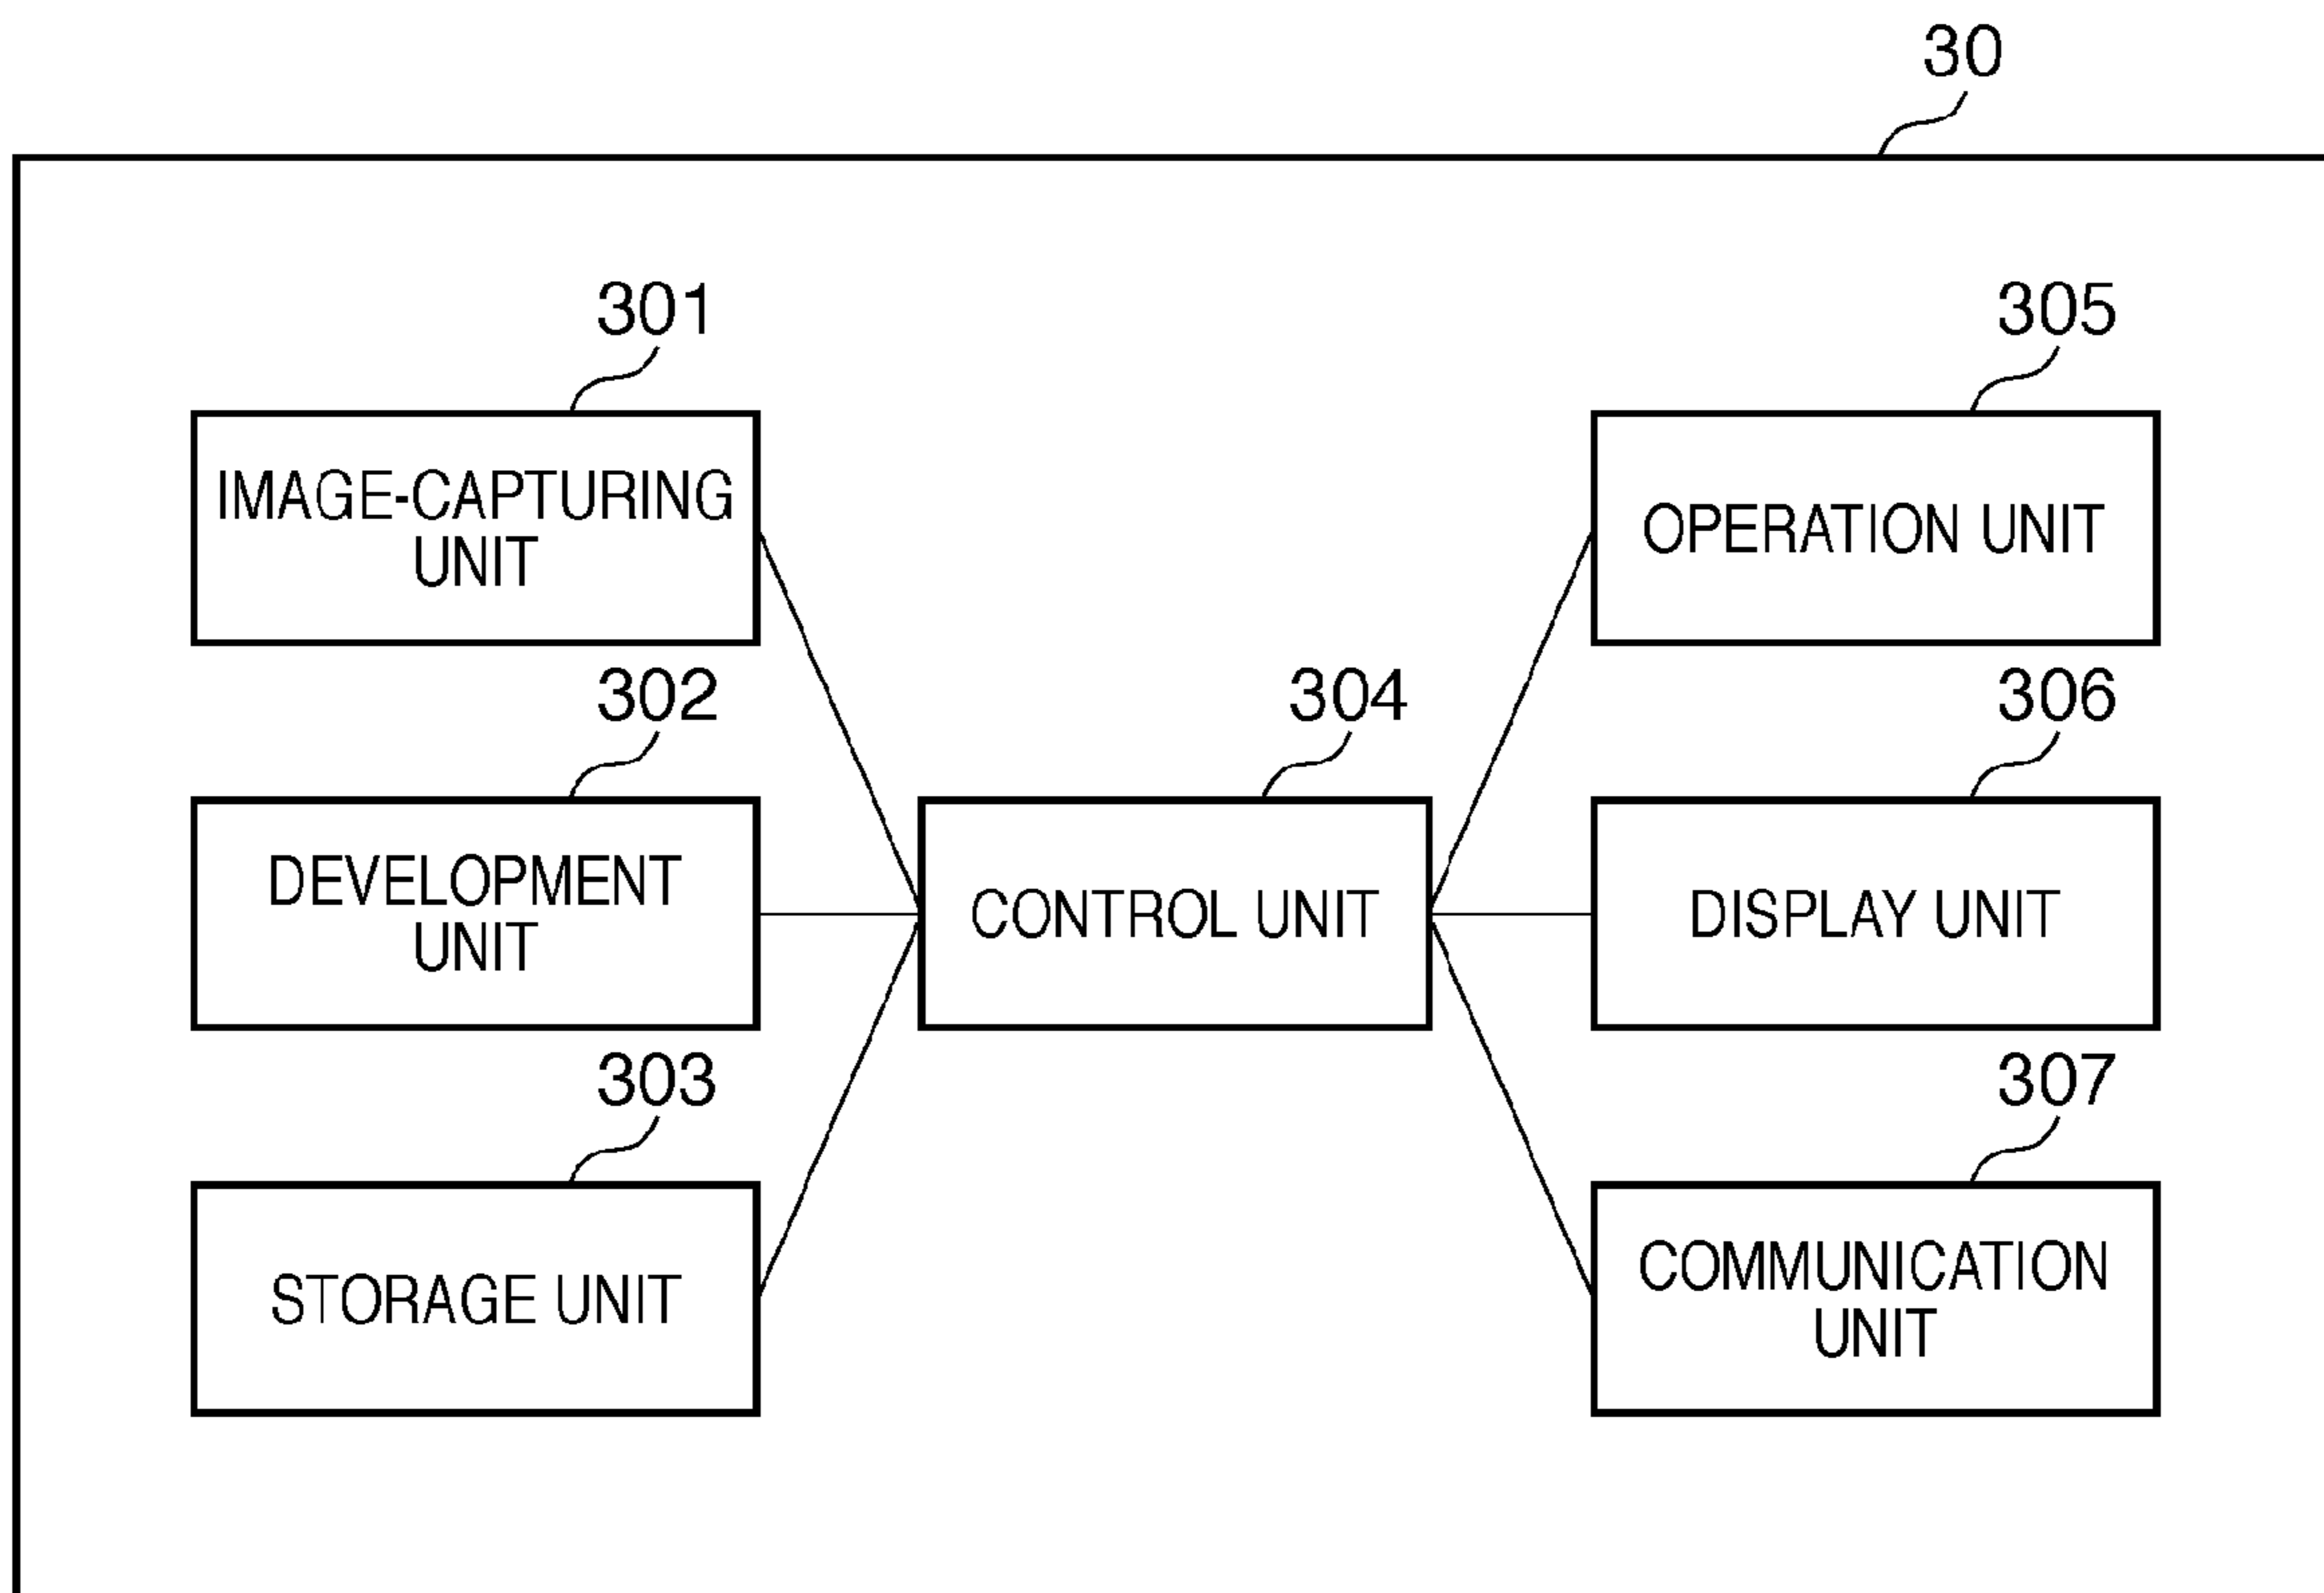 30
301
IMAGE-CAPTURING
UNIT
302
DEVELOPMENT
UNIT
303
STORAGE UNIT
304
CONTROL UNIT
305
OPERATION UNIT
306
DISPLAY UNIT
307
COMMUNICATION
UNIT